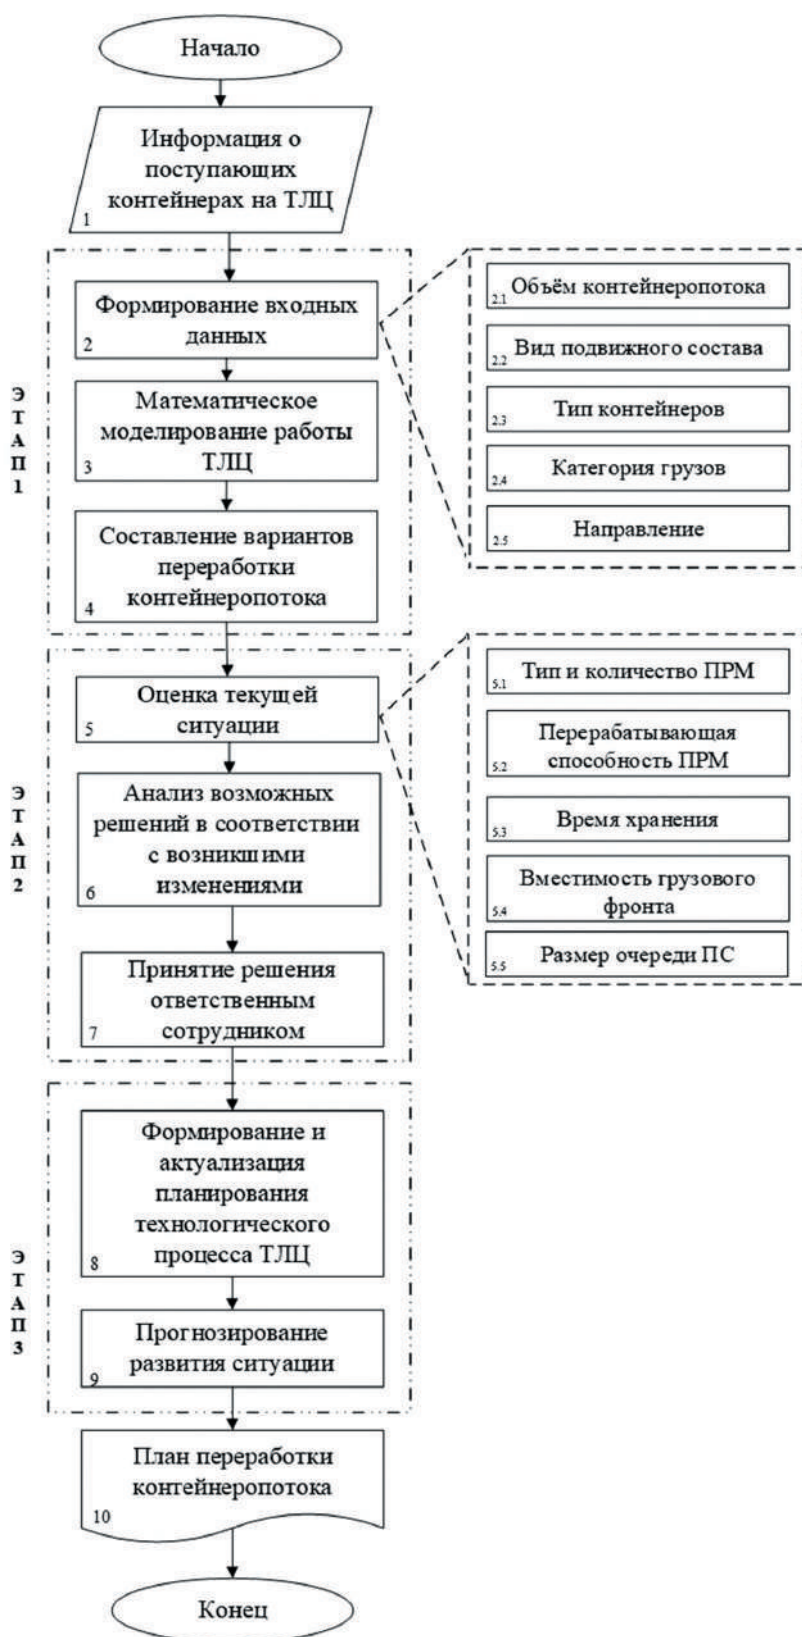 Начало
Информация о
поступающих
контейнерах на ТЛЦ
1
ЭТАП 1
Формирование входных
данных
2
Математическое
моделирование работы
ТЛЦ
3
Составление вариантов
переработки
контейнеропотока
4
2.1 Объём контейнеропотока
2.2 Вид подвижного состава
2.3 Тип контейнеров
2.4 Категория грузов
2.5 Направление
ЭТАП 2
Оценка текущей
ситуации
5
Анализ возможных
решений в соответствии
с возникшими
изменениями
6
Принятие решения
ответственным
сотрудником
7
5.1 Тип и количество ПРМ
Перерабатывающая
способность ПРМ
5.2
5.3 Время хранения
Вместимость грузового
фронта
5.4
5.5 Размер очереди ПС
ЭТАП 3
Формирование и
актуализация
планирования
технологического
процесса ТЛЦ
8
Прогнозирование
развития ситуации
9
План переработки
контейнеропотока
10
Конец